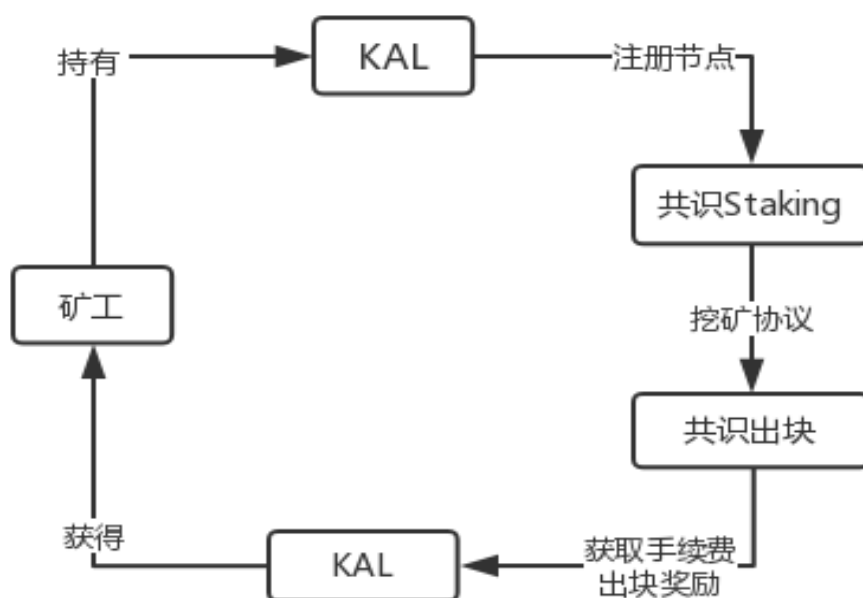 持有
KAL
注册节点
共识Staking
挖矿协议
共识出块
获取手续费
出块奖励
KAL
获得
矿工